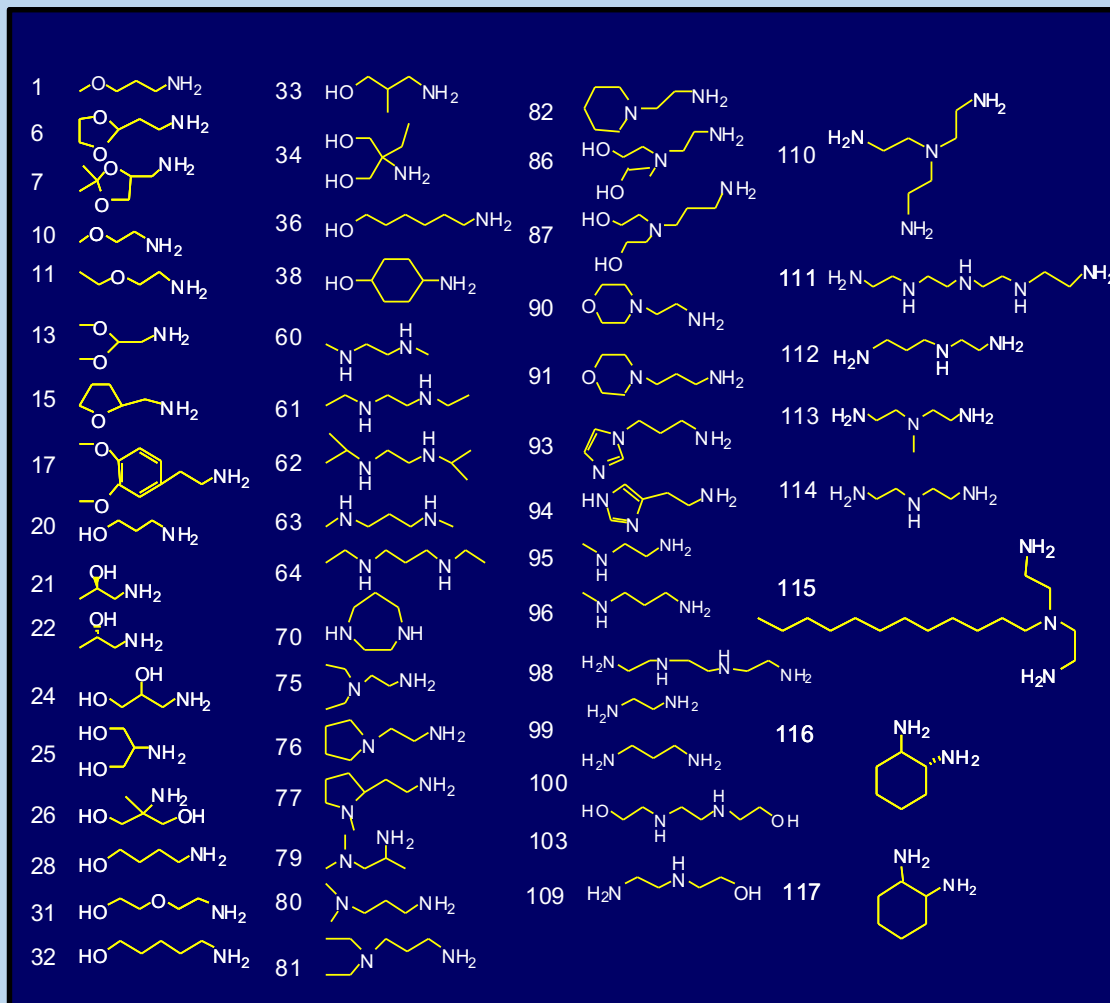 1 O NH2
6 O NH2
O
7 O NH2
O
10 O NH2
11 O NH2
13 O NH2
O
15 O NH2
17 O NH2
O
20 HO NH2
21 OH
NH2
22 OH
NH2
24 OH
HO NH2
25 HO NH2
HO
26 NH2
HO OH
28 HO NH2
31 HO O NH2
32 HO NH2
33 HO NH2
34 HO
HO NH2
36 HO NH2
38 HO NH2
60 H
N N
H
61 H
N N
H
62 H
N N
H
63 N N
H H
64 N N
H H
70 HN NH
75 N NH2
76 N NH2
77 NH2
N
79 NH2
N
80 N NH2
81 N NH2
82 N NH2
86 HO N NH2
HO
87 HO N NH2
HO
90 O N NH2
91 O N NH2
93 N NH2
N
94 HN NH2
N
95 N NH2
H
96 N NH2
H
98 H2N N N NH2
H H
99 H2N NH2
100 H2N NH2
103 HO N N OH
H H
109 H2N N OH
H
110 H2N N NH2
NH2
111 H2N N N N NH2
H H H
112 H2N N NH2
H
113 H2N N NH2
114 H2N N NH2
H
115 NH2
N
H2N
116 NH2
NH2
117 NH2
NH2